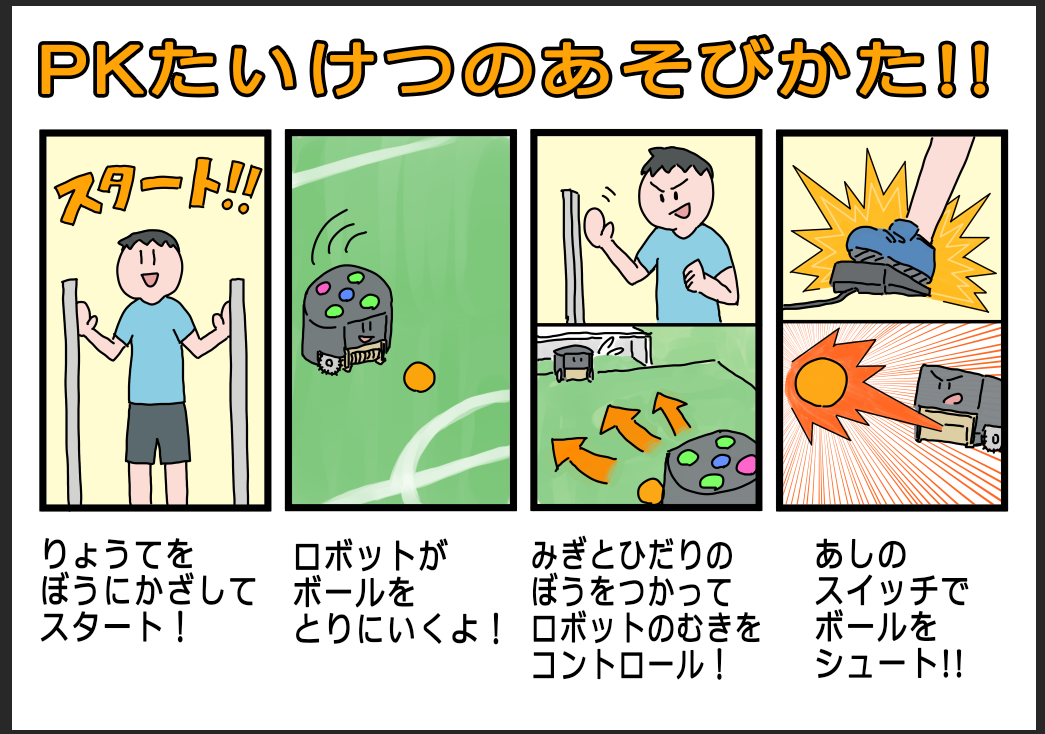 PKたいけつのあそびかた!!
スタート!!
りょうてを
ぼうにかざして
スタート！
ロボットが
ボールを
とりにいくよ！
みぎとひだりの
ぼうをつかって
ロボットのむきを
コントロール！
あしの
スイッチで
ボールを
シュート!!